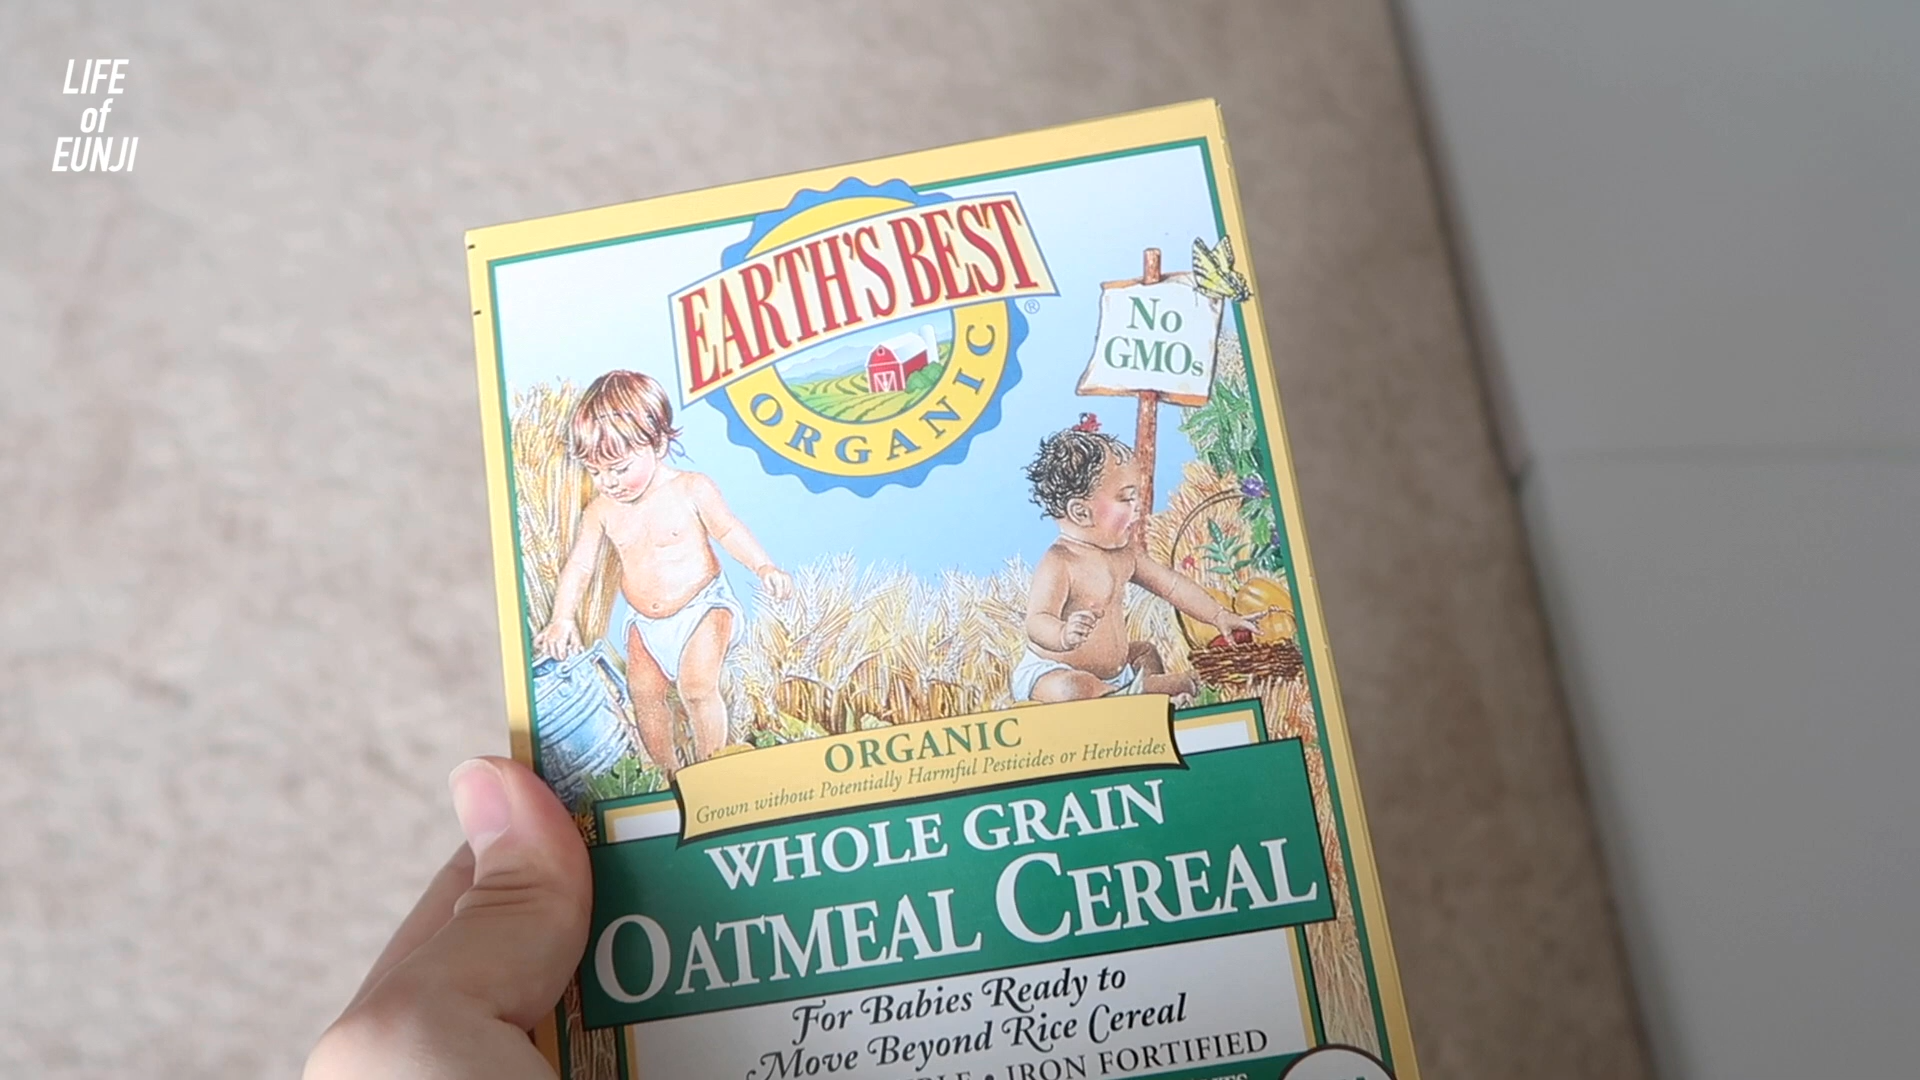 LIFE
of
EUNJI
EARTH'S BEST
®
ORGANIC
No
GMOs
ORGANIC
Grown without Potentially Harmful Pesticides or Herbicides
WHOLE GRAIN
OATMEAL CEREAL
For Babies Ready to
Move Beyond Rice Cereal
• IRON FORTIFIED